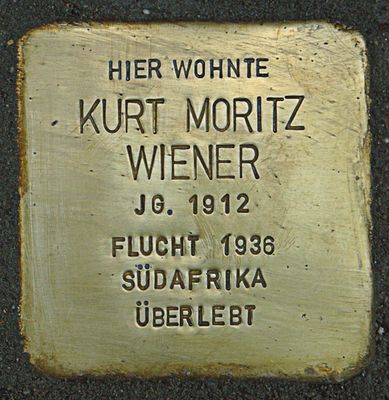 HIER WOHNTE
KURT MORITZ
WIENER
JG. 1912
FLUCHT 1936
SÜDAFRIKA
ÜBERLEBT